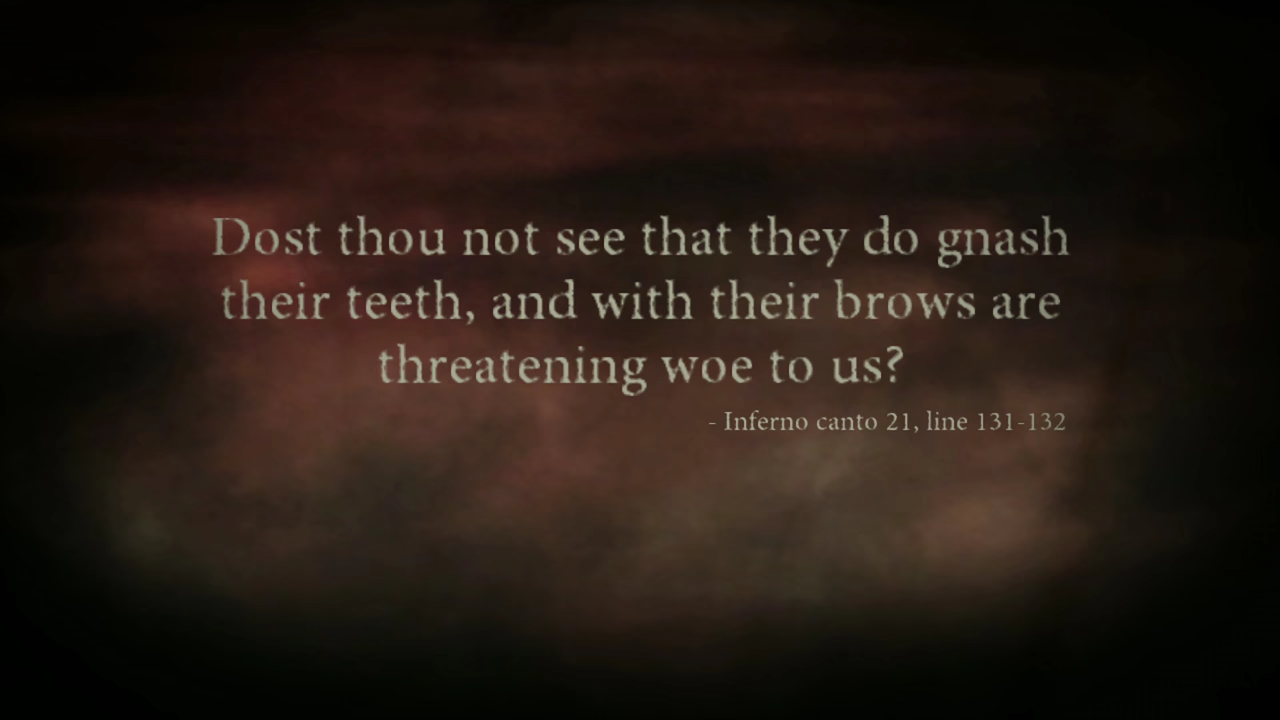 Dost thou not see that they do gnash
their teeth, and with their brows are
threatening woe to us?
- Inferno canto 21, line 131-132